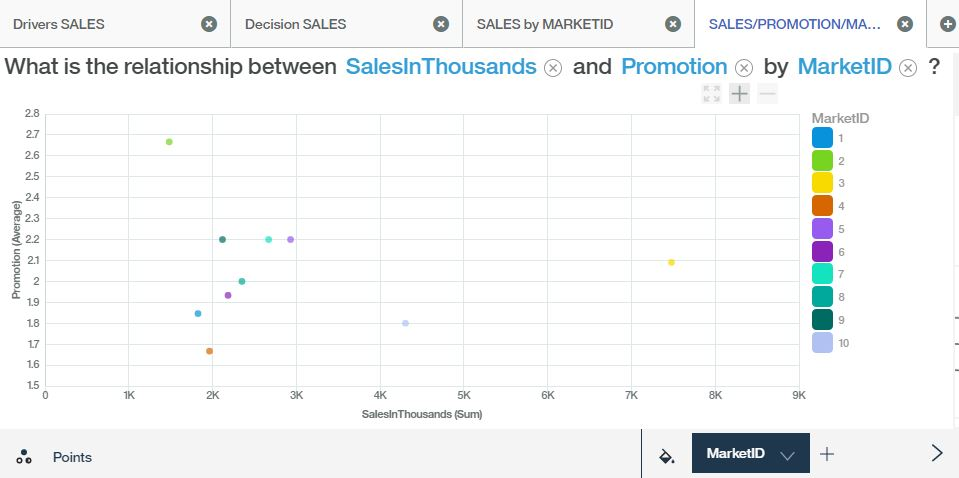 Drivers SALES
Decision SALES
SALES by MARKETID
SALES/PROMOTION/MA...
What is the relationship between SalesInThousands and Promotion by MarketID ?
MarketID
1
2
3
4
5
6
7
8
9
10
Promotion (Average)
2.8
2.7
2.6
2.5
2.4
2.3
2.2
2.1
2
1.9
1.8
1.7
1.6
1.5
0 1K 2K 3K 4K 5K 6K 7K 8K 9K
SalesInThousands (Sum)
Points
MarketID